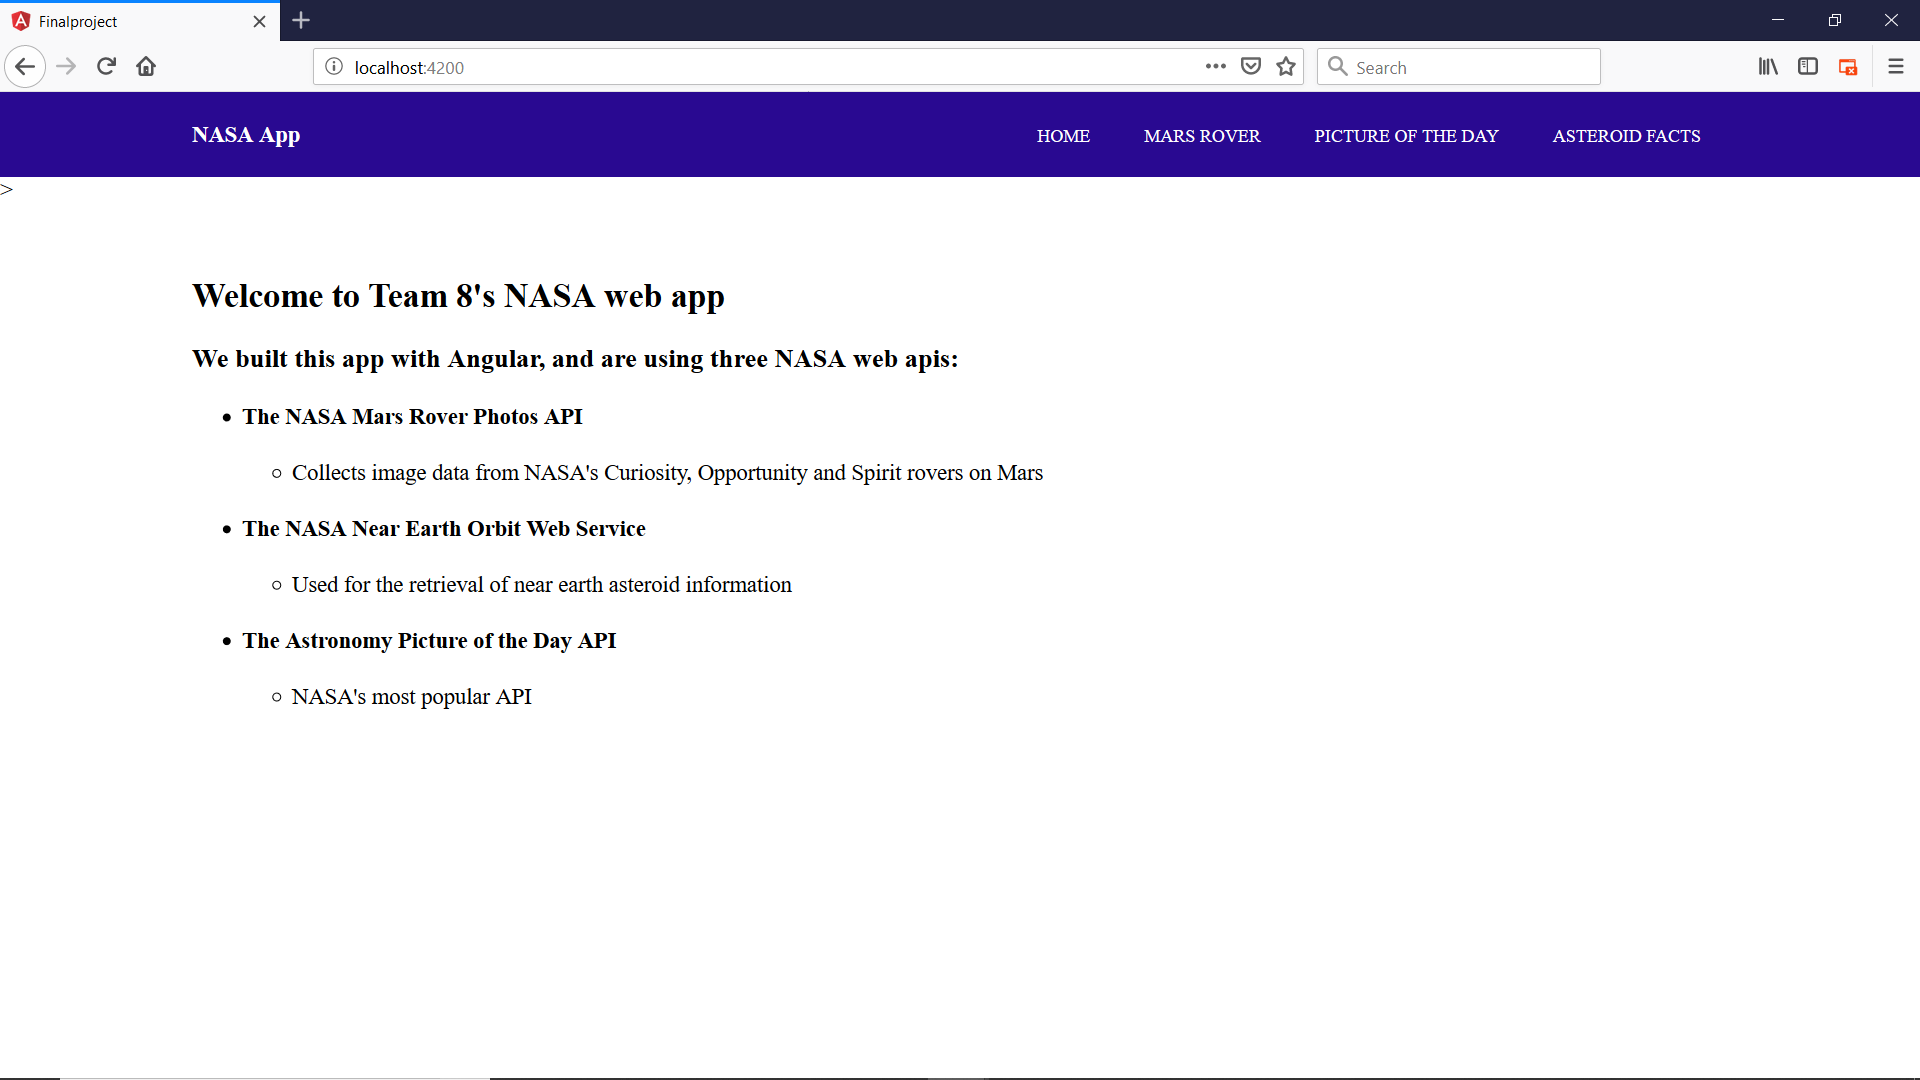 Finalproject
localhost:4200
Search
NASA App
HOME
MARS ROVER
PICTURE OF THE DAY
ASTEROID FACTS
>
Welcome to Team 8's NASA web app
We built this app with Angular, and are using three NASA web apis:
The NASA Mars Rover Photos API
Collects image data from NASA's Curiosity, Opportunity and Spirit rovers on Mars
The NASA Near Earth Orbit Web Service
Used for the retrieval of near earth asteroid information
The Astronomy Picture of the Day API
NASA's most popular API